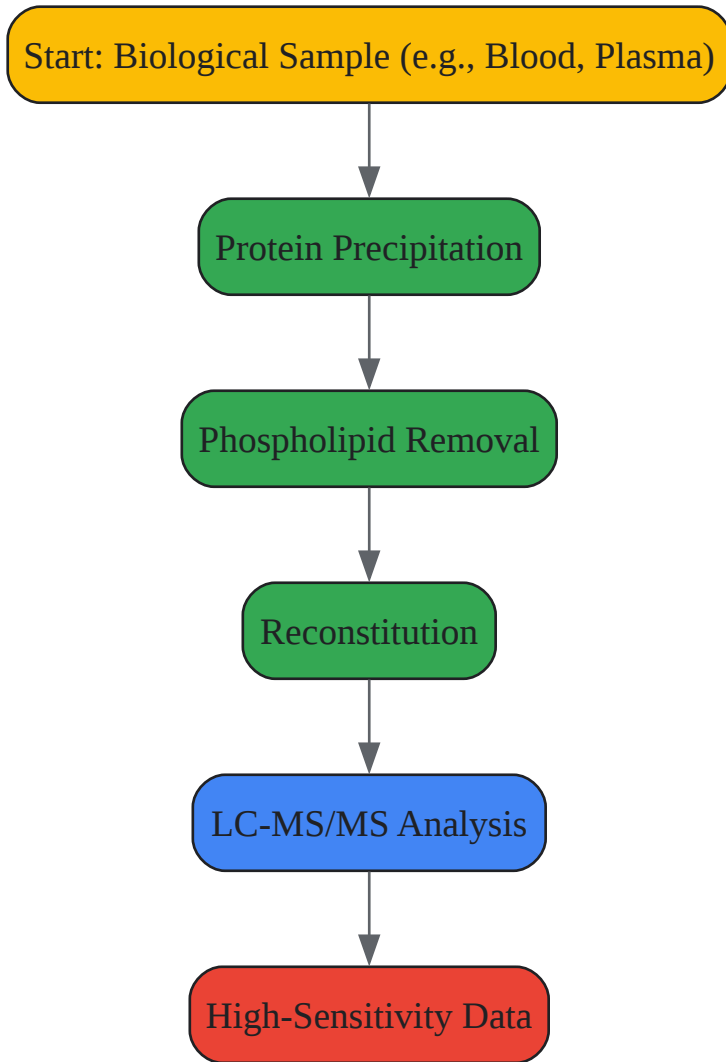 Start: Biological Sample (e.g., Blood, Plasma)
Protein Precipitation
Phospholipid Removal
Reconstitution
LC-MS/MS Analysis
High-Sensitivity Data